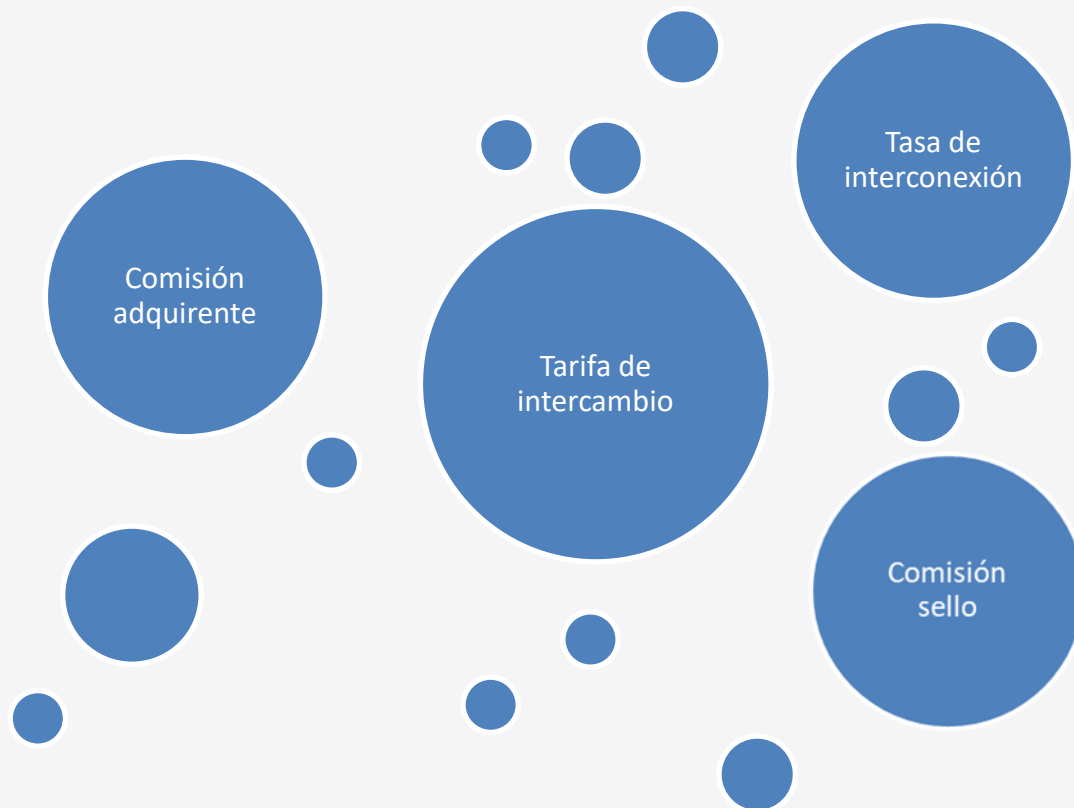 Tasa de
interconexión
Comisión
adquirente
Tarifa de
intercambio
Comisión
sello